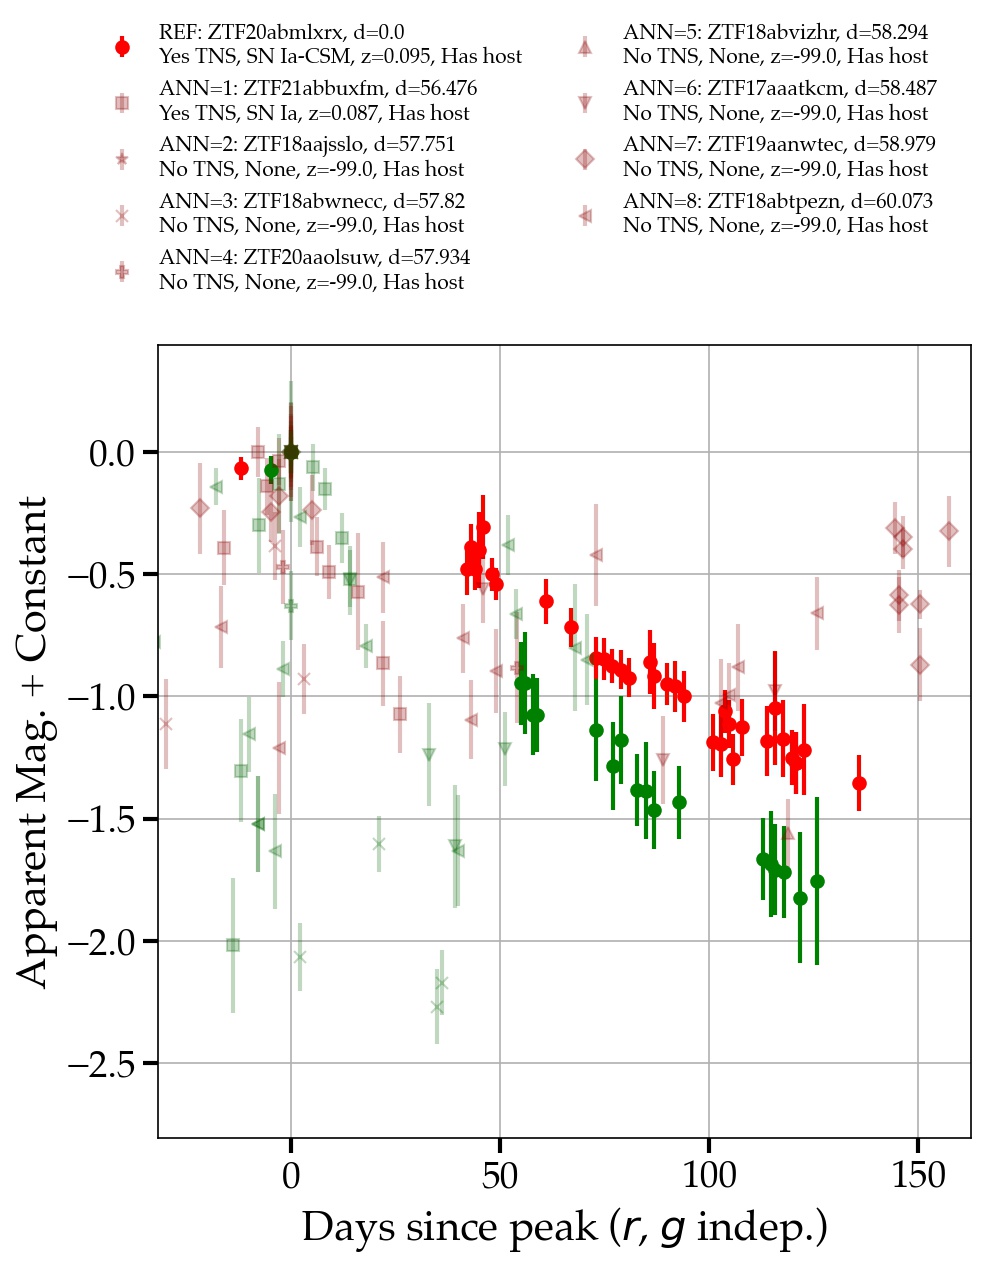 REF: ZTF20abmlxrx, d=0.0
Yes TNS, SN Ia-CSM, z=0.095, Has host
ANN=1: ZTF21abbuxfm, d=56.476
Yes TNS, SN Ia, z=0.087, Has host
ANN=2: ZTF18aajsslo, d=57.751
No TNS, None, z=-99.0, Has host
ANN=3: ZTF18abwnecc, d=57.82
No TNS, None, z=-99.0, Has host
ANN=4: ZTF20aaolsuw, d=57.934
No TNS, None, z=-99.0, Has host
ANN=5: ZTF18abvizhr, d=58.294
No TNS, None, z=-99.0, Has host
ANN=6: ZTF17aaatkcm, d=58.487
No TNS, None, z=-99.0, Has host
ANN=7: ZTF19aanwtec, d=58.979
No TNS, None, z=-99.0, Has host
ANN=8: ZTF18abtpezn, d=60.073
No TNS, None, z=-99.0, Has host
Apparent Mag. + Constant
0.0
−0.5
−1.0
−1.5
−2.0
−2.5
0
50
100
150
Days since peak (r, g indep.)